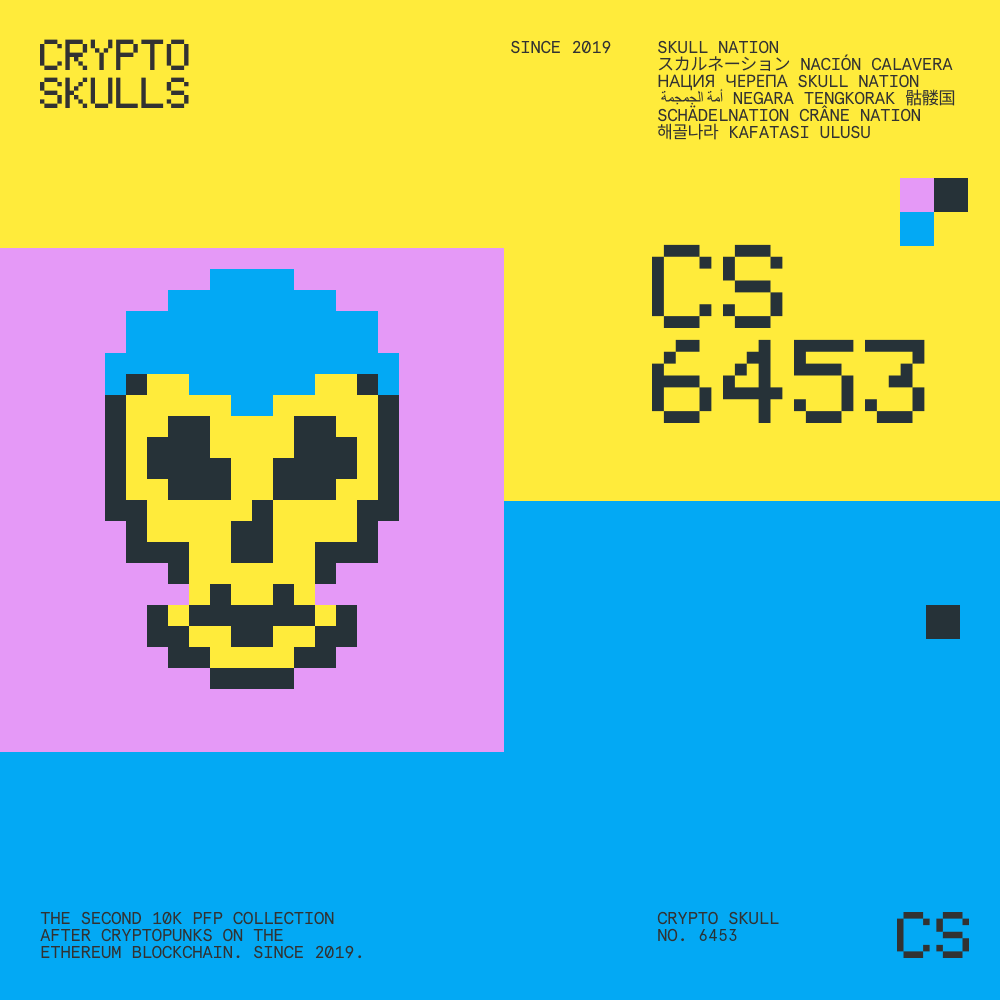 CRYPTO
SKULLS
SINCE 2019
SKULL NATION
スカルネーション NACIÓN CALAVERA
НАЦИЯ ЧЕРЕПА SKULL NATION
أمة الجمجمة NEGARA TENGKORAK 骷髅国
SCHÄDELNATION CRÂNE NATION
해골나라 KAFATASI ULUSU
CS
6453
THE SECOND 10K PFP COLLECTION
AFTER CRYPTOPUNKS ON THE
ETHEREUM BLOCKCHAIN. SINCE 2019.
CRYPTO SKULL
NO. 6453
CS